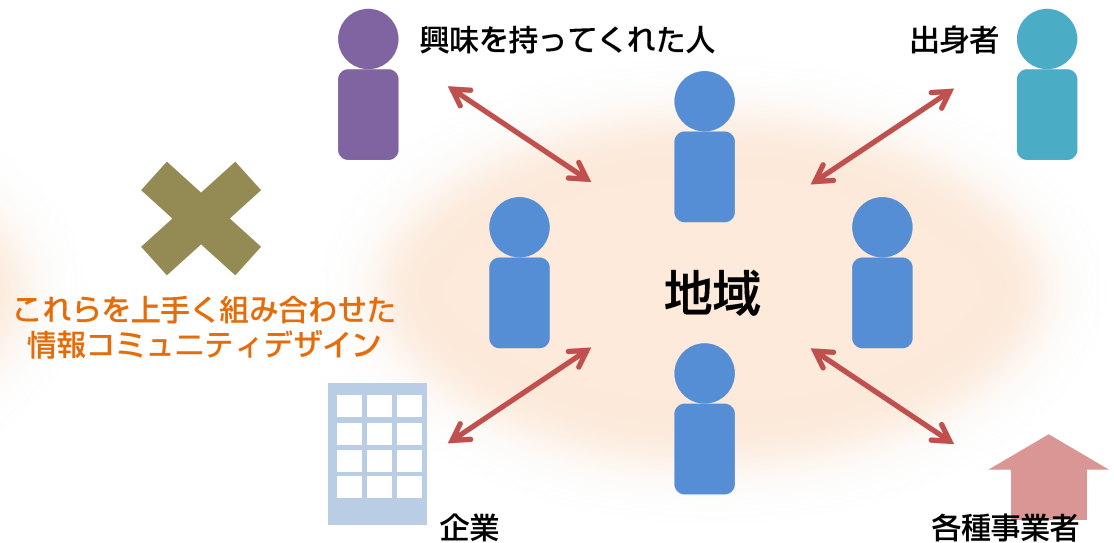 興味を持ってくれた人
出身者
地域
これらを上手く組み合わせた
情報コミュニティデザイン
企業
各種事業者